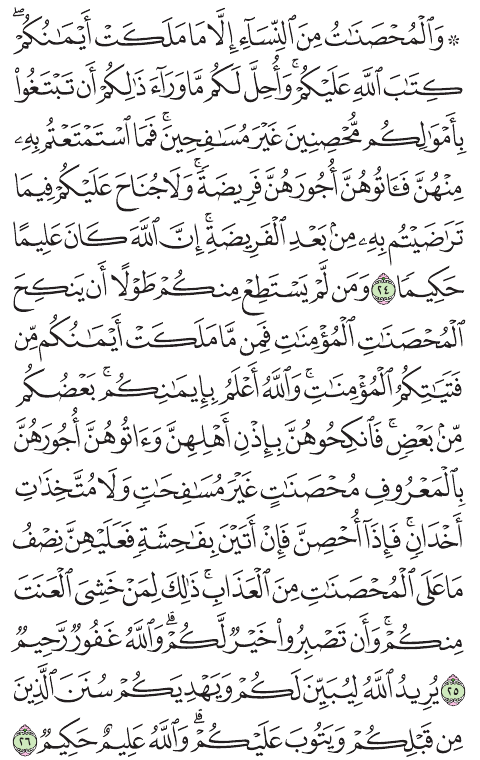 ۞ وَٱلْمُحْصَنَٰتُ مِنَ ٱلنِّسَآءِ إِلَّا مَا مَلَكَتْ أَيْمَٰنُكُمْ ۖ
كِتَٰبَ ٱللَّهِ عَلَيْكُمْ ۚ وَأُحِلَّ لَكُم مَّا وَرَآءَ ذَٰلِكُمْ أَن تَبْتَغُوا۟
بِأَمْوَٰلِكُم مُّحْصِنِينَ غَيْرَ مُسَٰفِحِينَ ۚ فَمَا ٱسْتَمْتَعْتُم بِهِۦ
مِنْهُنَّ فَـَٔاتُوهُنَّ أُجُورَهُنَّ فَرِيضَةً ۚ وَلَا جُنَاحَ عَلَيْكُمْ فِيمَا
تَرَٰضَيْتُم بِهِۦ مِنۢ بَعْدِ ٱلْفَرِيضَةِ ۚ إِنَّ ٱللَّهَ كَانَ عَلِيمًا
حَكِيمًا ٢٤ وَمَن لَّمْ يَسْتَطِعْ مِنكُمْ طَوْلًا أَن يَنكِحَ
ٱلْمُحْصَنَٰتِ ٱلْمُؤْمِنَٰتِ فَمِن مَّا مَلَكَتْ أَيْمَٰنُكُم مِّن
فَتَيَٰتِكُمُ ٱلْمُؤْمِنَٰتِ ۚ وَٱللَّهُ أَعْلَمُ بِإِيمَٰنِكُم ۚ بَعْضُكُم
مِّنۢ بَعْضٍ ۚ فَٱنكِحُوهُنَّ بِإِذْنِ أَهْلِهِنَّ وَءَاتُوهُنَّ أُجُورَهُنَّ
بِٱلْمَعْرُوفِ مُحْصَنَٰتٍ غَيْرَ مُسَٰفِحَٰتٍ وَلَا مُتَّخِذَٰتِ
أَخْدَانٍ ۚ فَإِذَآ أُحْصِنَّ فَإِنْ أَتَيْنَ بِفَٰحِشَةٍ فَعَلَيْهِنَّ نِصْفُ
مَا عَلَى ٱلْمُحْصَنَٰتِ مِنَ ٱلْعَذَابِ ۚ ذَٰلِكَ لِمَنْ خَشِىَ ٱلْعَنَتَ
مِنكُمْ ۚ وَأَن تَصْبِرُوا۟ خَيْرٌ لَّكُمْ ۗ وَٱللَّهُ غَفُورٌ رَّحِيمٌ
٢٥ يُرِيدُ ٱللَّهُ لِيُبَيِّنَ لَكُمْ وَيَهْدِيَكُمْ سُنَنَ ٱلَّذِينَ
مِن قَبْلِكُمْ وَيَتُوبَ عَلَيْكُمْ ۗ وَٱللَّهُ عَلِيمٌ حَكِيمٌ ٢٦